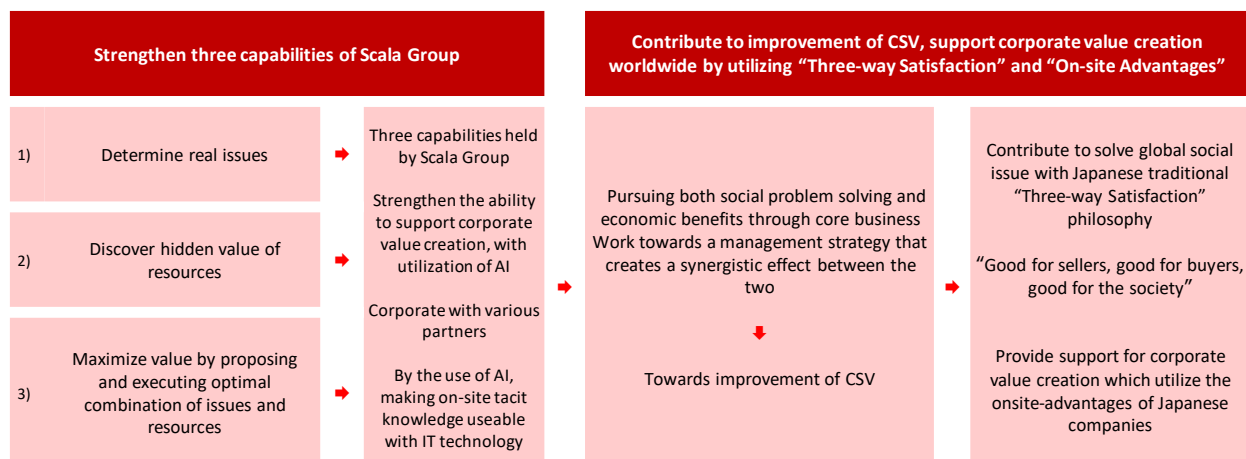 Strengthen three capabilities of Scala Group
Contribute to improvement of CSV, support corporate value creation
worldwide by utilizing “Three-way Satisfaction” and “On-site Advantages”
1)
Determine real issues
2)
Discover hidden value of
resources
3)
Maximize value by proposing
and executing optimal
combination of issues and
resources
Three capabilities held
by Scala Group
Strengthen the ability
to support corporate
value creation, with
utilization of AI
Corporate with various
partners
By the use of AI,
making on-site tacit
knowledge useable
with IT technology
Pursuing both social problem solving and
economic benefits through core business
Work towards a management strategy that
creates a synergistic effect between the
two
Towards improvement of CSV
Contribute to solve global social
issue with Japanese traditional
“Three-way Satisfaction”
philosophy
“Good for sellers, good for buyers,
good for the society”
Provide support for corporate
value creation which utilize the
onsite-advantages of Japanese
companies